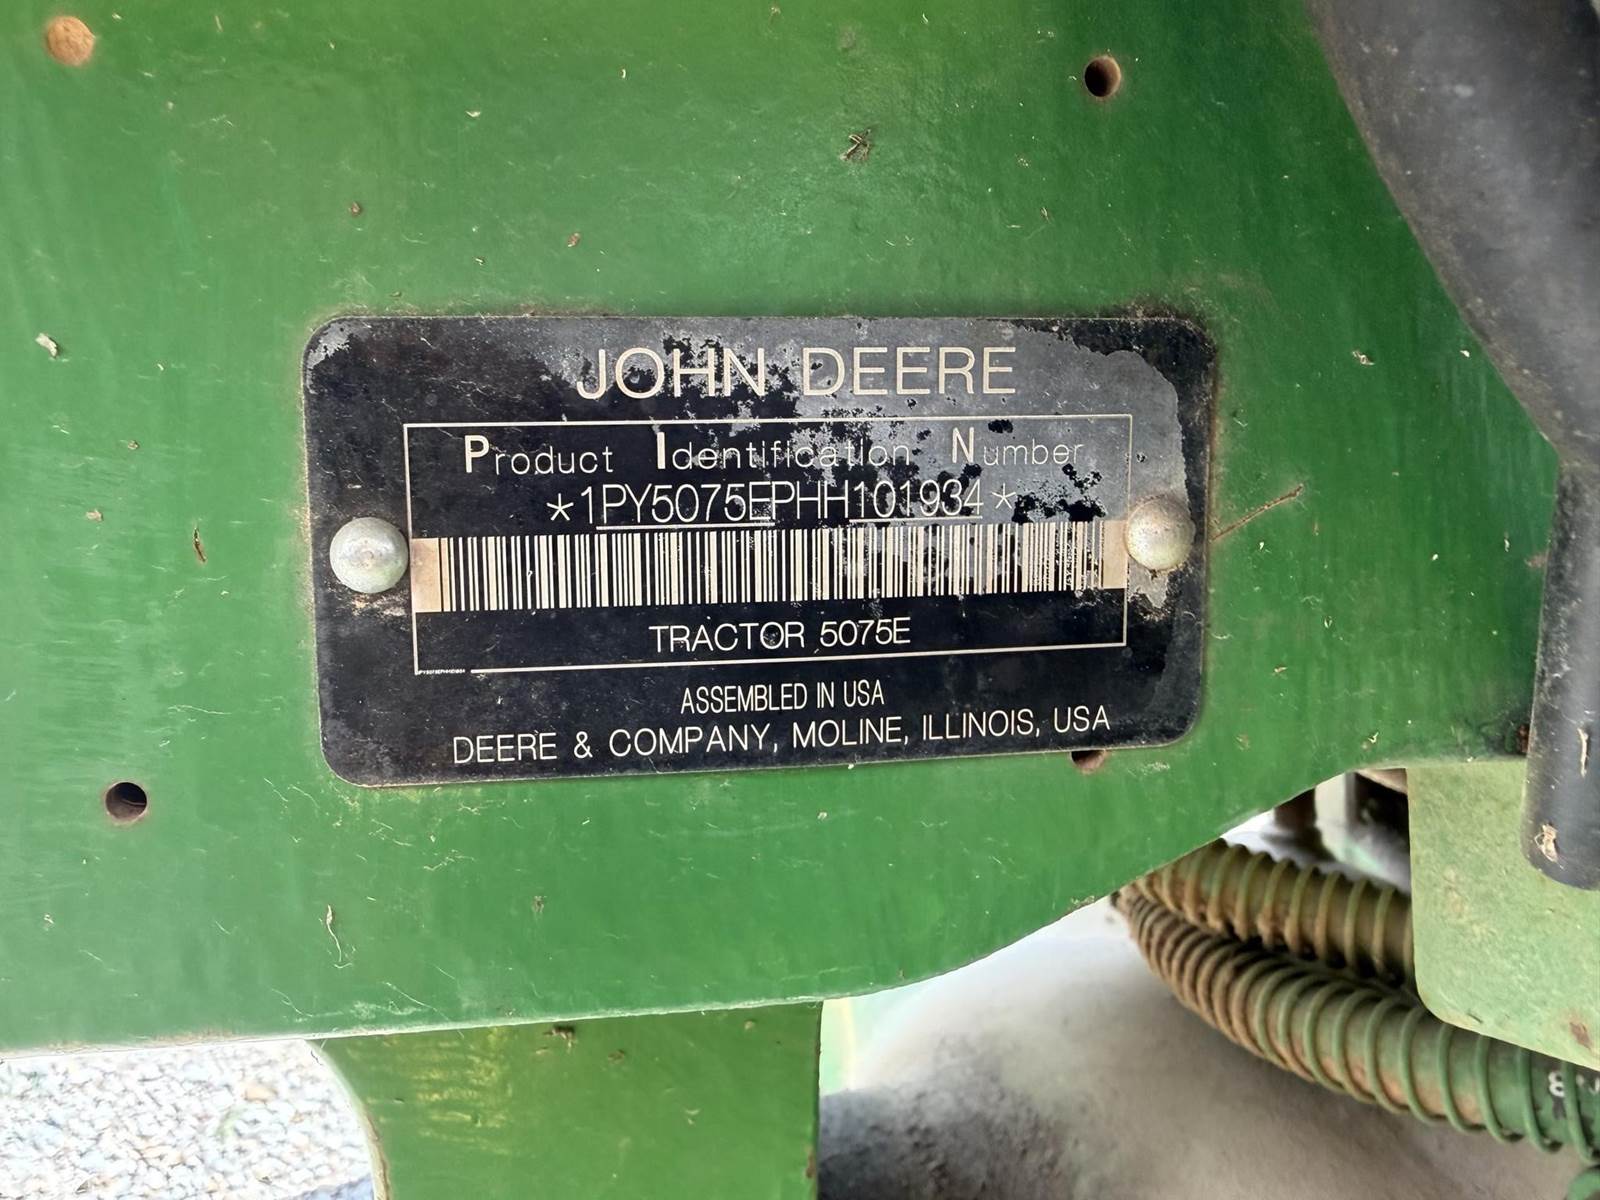 JOHN DEERE
Product Identification Number
*1PY5075EPHH101934*
TRACTOR 5075E
ASSEMBLED IN USA
DEERE & COMPANY, MOLINE, ILLINOIS, USA